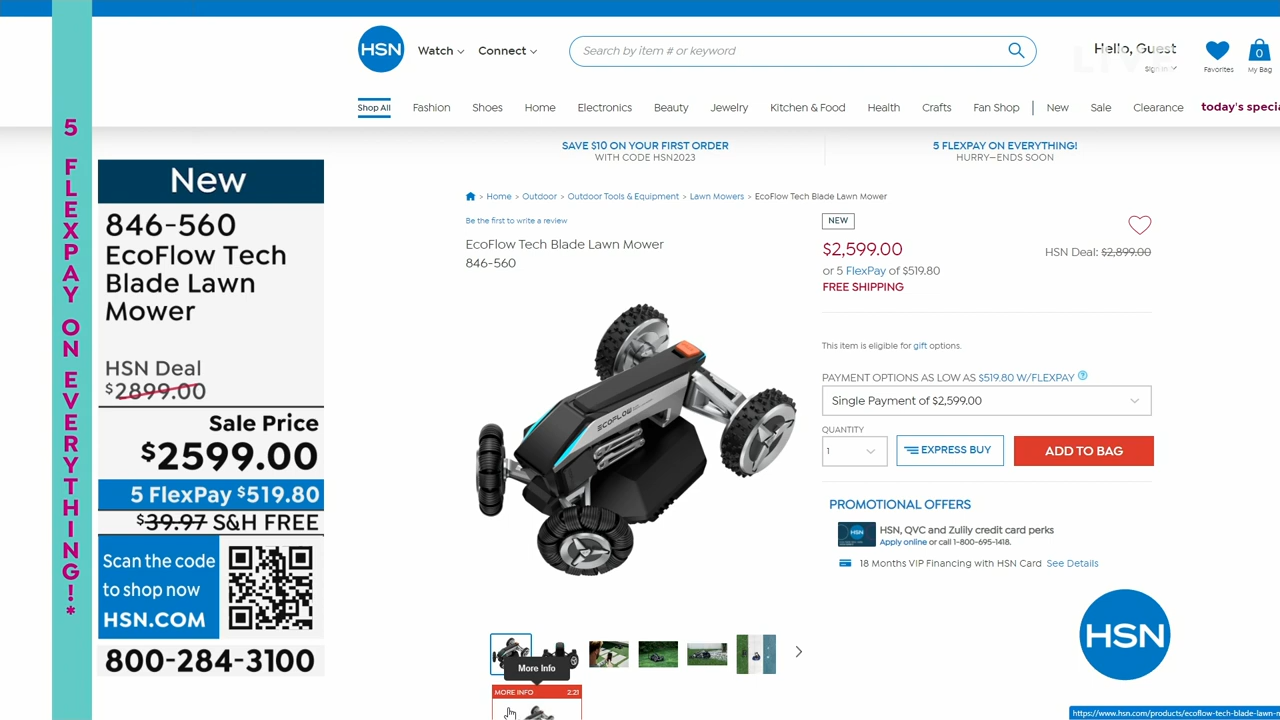 5 FLEXPAY ON EVERYTHING!*
New
846-560
EcoFlow Tech
Blade Lawn
Mower
HSN Deal
$2899.00
Sale Price
$2599.00
5 FlexPay $519.80
$39.97 S&H FREE
Scan the code
to shop now
HSN.COM
800-284-3100
HSN
Watch
Connect
Search by item # or keyword
LIVE
Hello, Guest
Sign In
Favorites
0
My Bag
Shop All
Fashion
Shoes
Home
Electronics
Beauty
Jewelry
Kitchen & Food
Health
Crafts
Fan Shop
New
Sale
Clearance
today's specia
SAVE $10 ON YOUR FIRST ORDER
WITH CODE HSN2023
5 FLEXPAY ON EVERYTHING!
HURRY—ENDS SOON
> Home > Outdoor > Outdoor Tools & Equipment > Lawn Mowers > EcoFlow Tech Blade Lawn Mower
Be the first to write a review
EcoFlow Tech Blade Lawn Mower
846-560
ECOFLOW
NEW
$2,599.00
HSN Deal: $2,899.00
or 5 FlexPay of $519.80
FREE SHIPPING
This item is eligible for gift options.
PAYMENT OPTIONS AS LOW AS $519.80 W/FLEXPAY ?
Single Payment of $2,599.00
QUANTITY
1
EXPRESS BUY
ADD TO BAG
PROMOTIONAL OFFERS
HSN
HSN, QVC and Zulily credit card perks
Apply online or call 1-800-695-1418.
18 Months VIP Financing with HSN Card See Details
More Info
MORE INFO 2:21
HSN
https://www.hsn.com/products/ecoflow-tech-blade-lawn-m